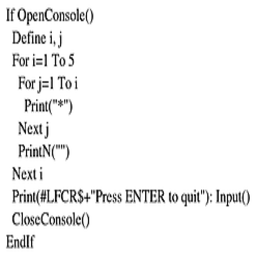 If OpenConsole()
Define i, j
For i=1 To 5
For j=1 To i
Print("*")
Next j
PrintN("")
Next i
Print(#LFCR$+"Press ENTER to quit"): Input()
CloseConsole()
EndIf